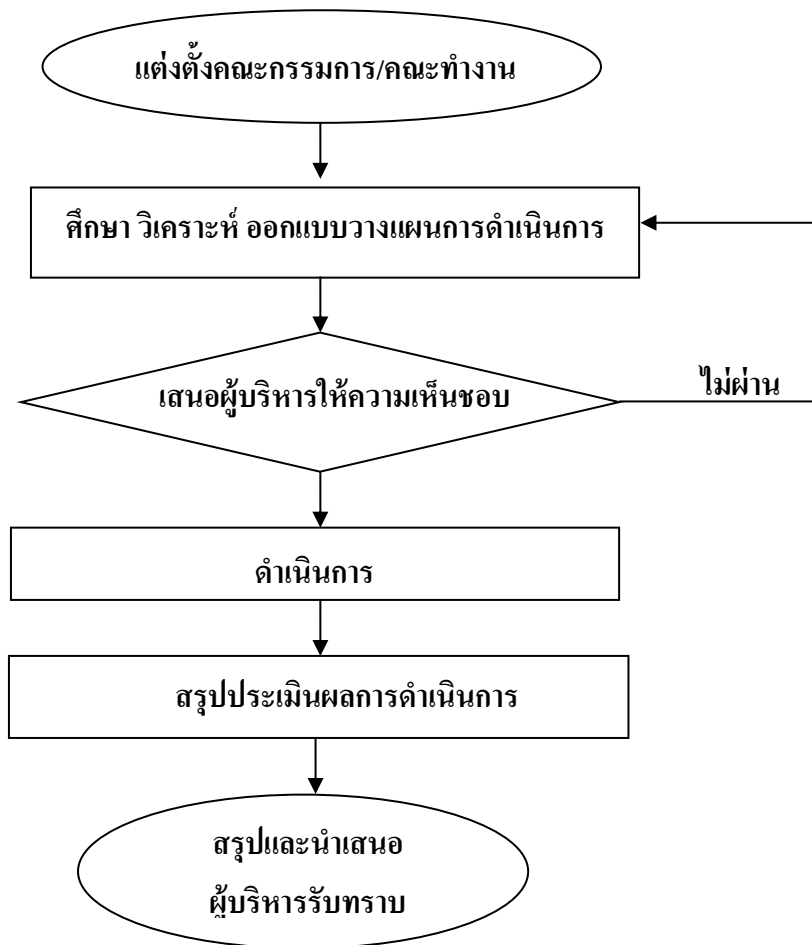 แต่งตั้งคณะกรรมการ/คณะทำงาน
ศึกษา วิเคราะห์ ออกแบบวางแผนการดำเนินการ
เสนอผู้บริหารให้ความเห็นชอบ
ไม่ผ่าน
ดำเนินการ
สรุปประเมินผลการดำเนินการ
สรุปและนำเสนอ
ผู้บริหารรับทราบ